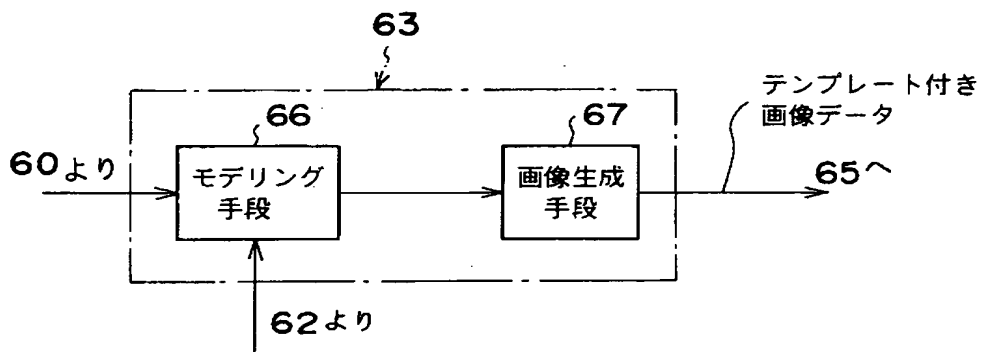 63
テンプレート付き
画像データ
66
67
60より
モデリング
手段
画像生成
手段
65へ
62より